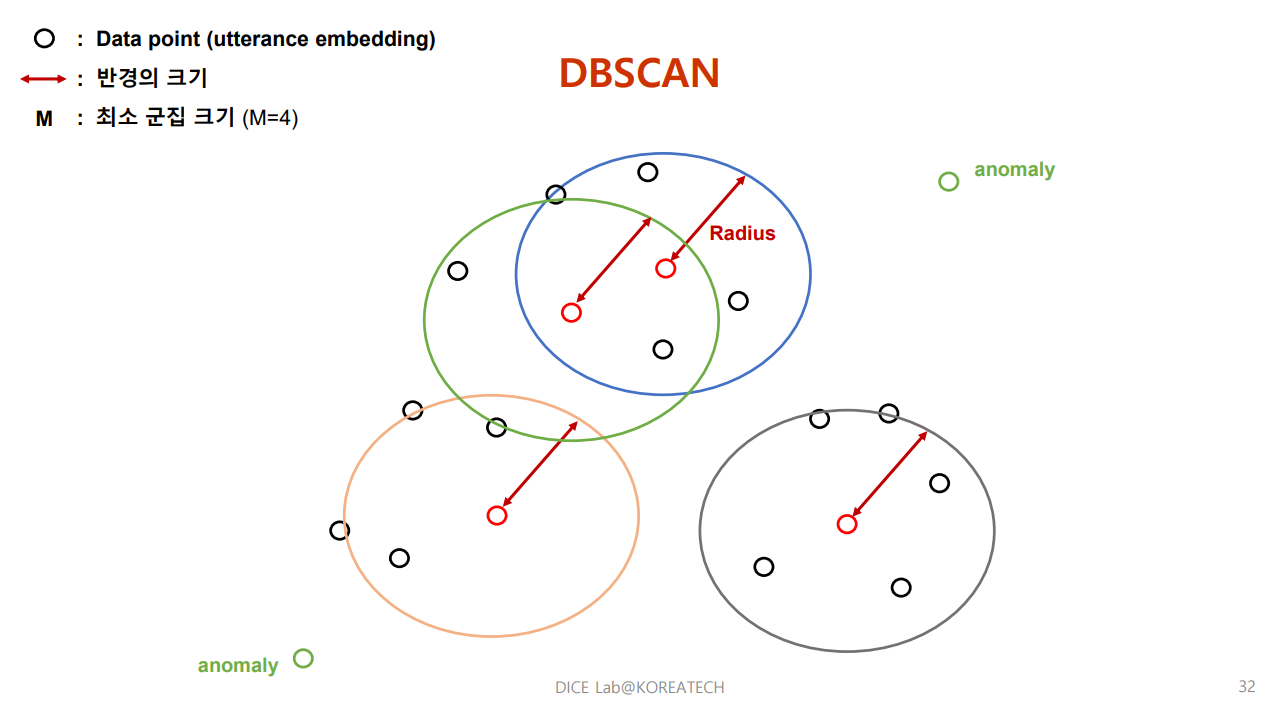 : Data point (utterance embedding)
: 반경의 크기
M : 최소 군집 크기 (M=4)
DBSCAN
anomaly
Radius
anomaly
DICE Lab@KOREATECH
32